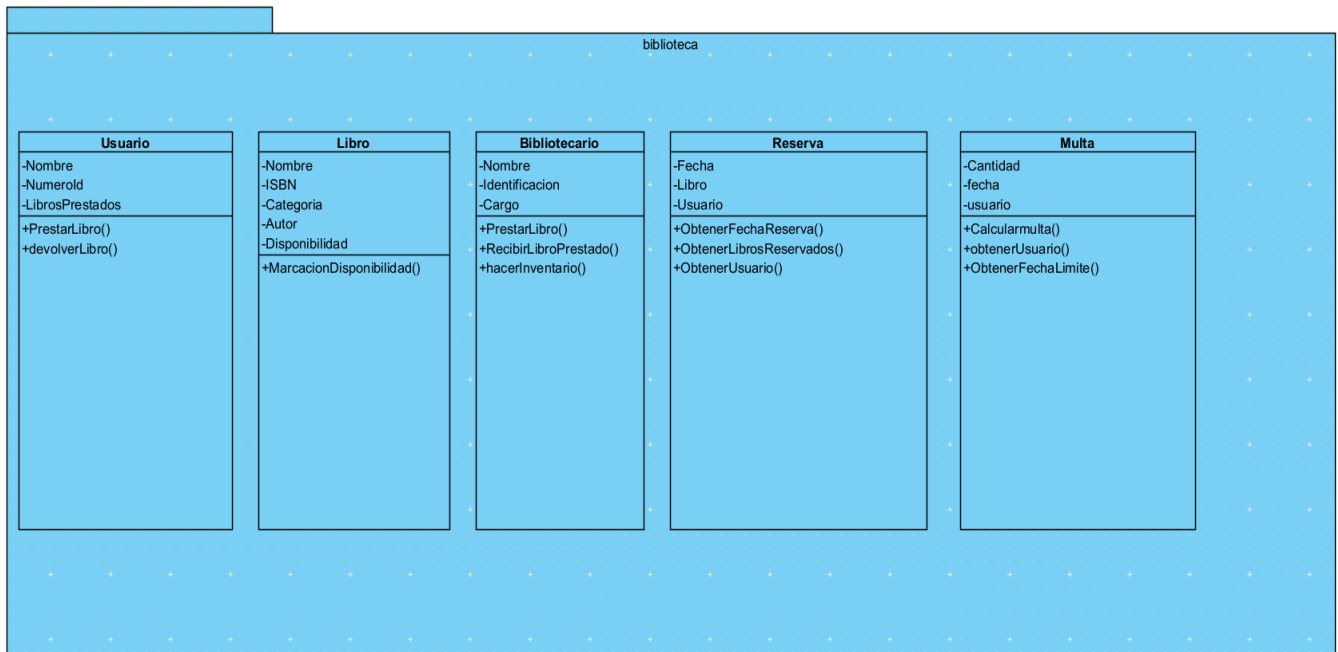 biblioteca
Usuario
-Nombre
-NumeroId
-LibrosPrestados
+PrestarLibro()
+devolverLibro()
Libro
-Nombre
-ISBN
-Categoria
-Autor
-Disponibilidad
+MarcacionDisponibilidad()
Bibliotecario
-Nombre
-Identificacion
-Cargo
+PrestarLibro()
+RecibirLibroPrestado()
+hacerInventario()
Reserva
-Fecha
-Libro
-Usuario
+ObtenerFechaReserva()
+ObtenerLibrosReservados()
+ObtenerUsuario()
Multa
-Cantidad
-fecha
-usuario
+Calcularmulta()
+obtenerUsuario()
+ObtenerFechaLimite()